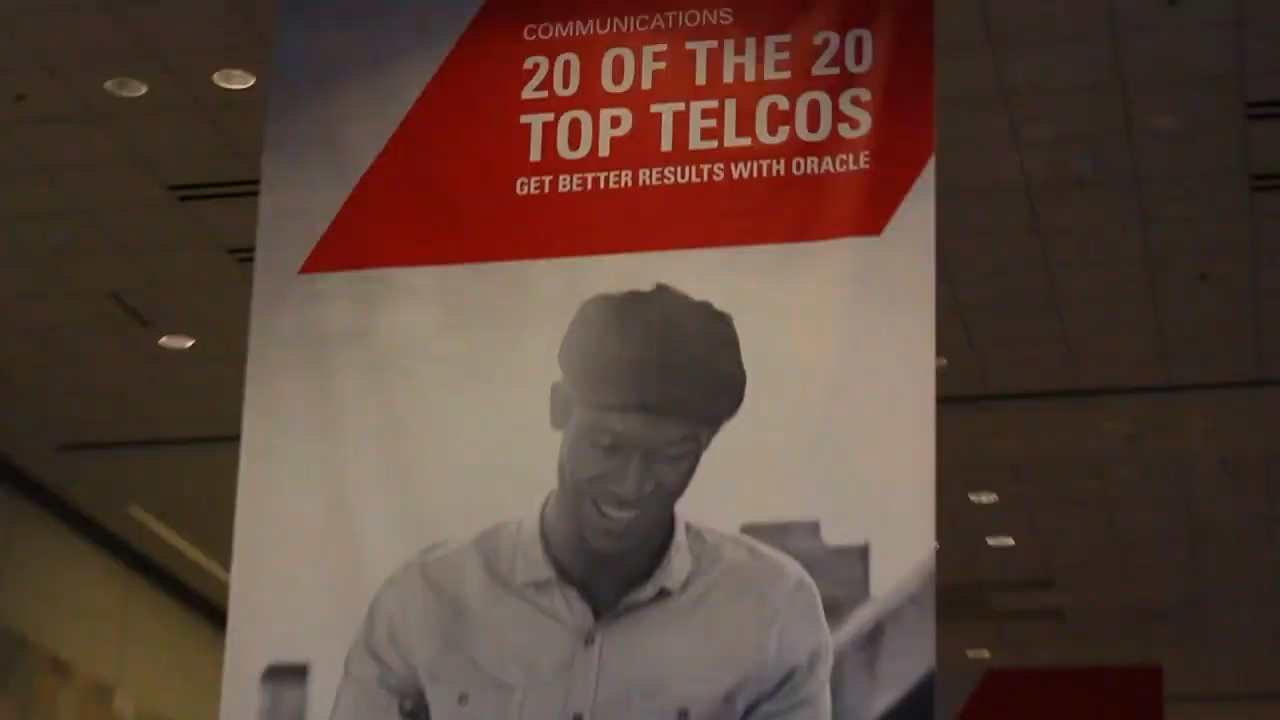 COMMUNICATIONS
20 OF THE 20
TOP TELCOS
GET BETTER RESULTS WITH ORACLE